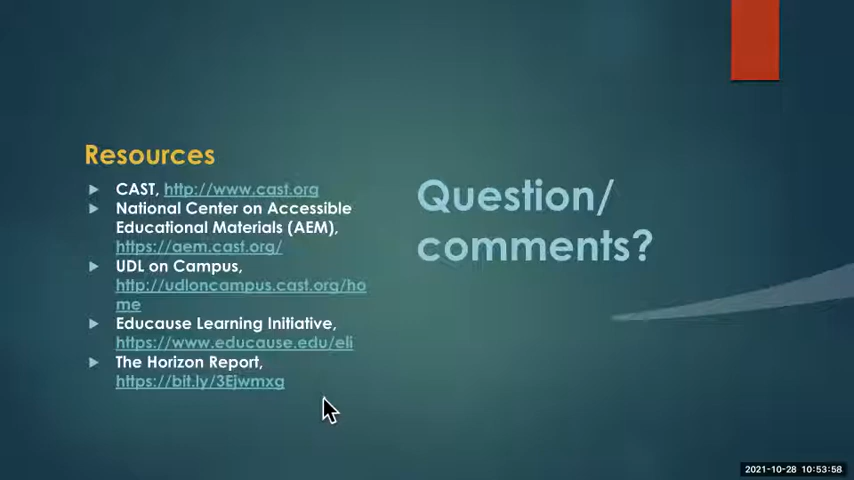 Resources
CAST, http://www.cast.org
National Center on Accessible
Educational Materials (AEM),
https://aem.cast.org/
UDL on Campus,
http://udloncampus.cast.org/ho
me
Educause Learning Initiative,
https://www.educause.edu/eli
The Horizon Report,
https://bit.ly/3Ejwmxg
Question/
comments?
2021-10-28 10:53:58